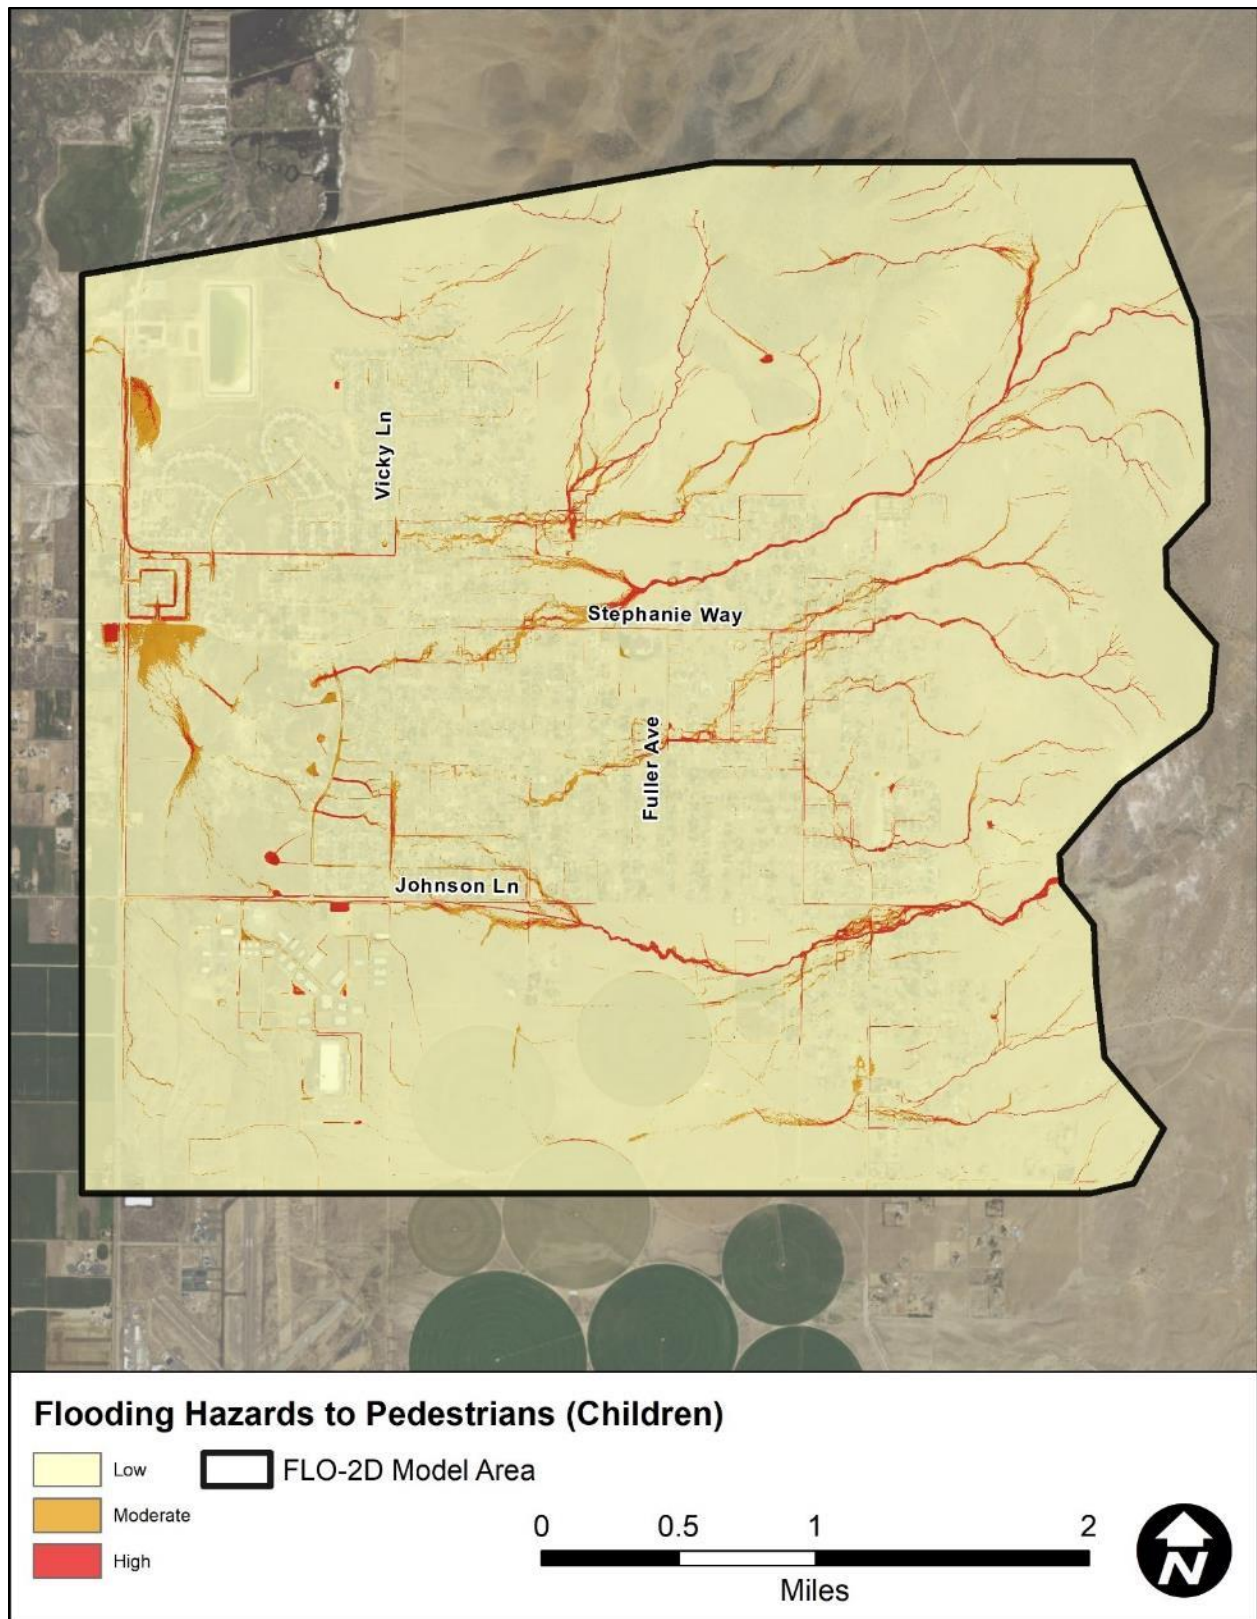 Vicky Ln
Stephanie Way
Fuller Ave
Johnson Ln
Flooding Hazards to Pedestrians (Children)
Low
FLO-2D Model Area
Moderate
High
0 0.5 1 2
Miles
N